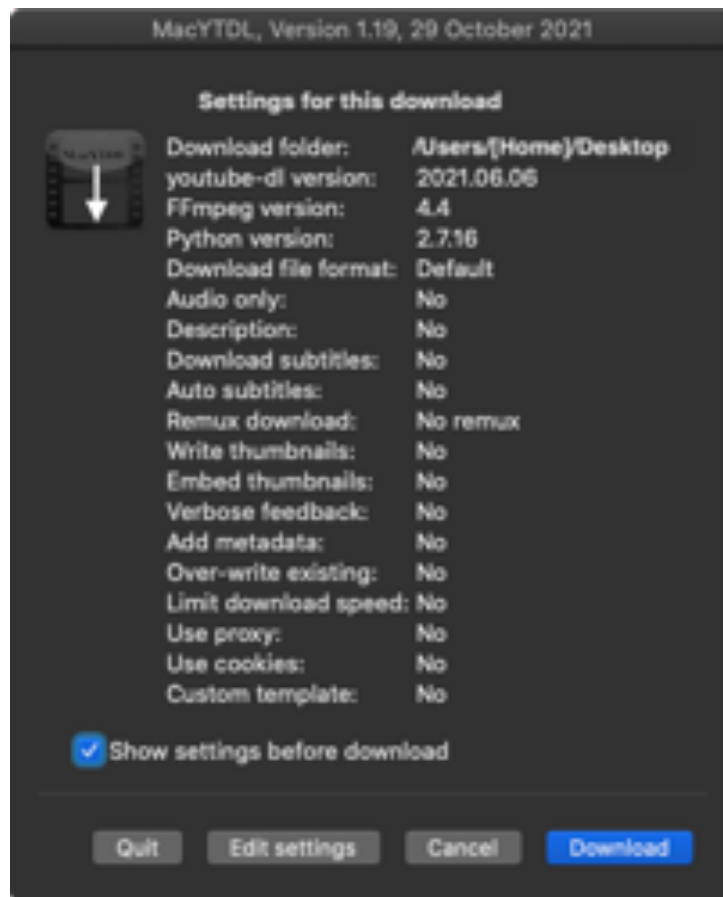 MacYTDL, Version 1.19, 29 October 2021
Settings for this download
Download folder: /Users/[Home]/Desktop
youtube-dl version: 2021.06.06
FFmpeg version: 4.4
Python version: 2.7.16
Download file format: Default
Audio only: No
Description: No
Download subtitles: No
Auto subtitles: No
Remux download: No remux
Write thumbnails: No
Embed thumbnails: No
Verbose feedback: No
Add metadata: No
Over-write existing: No
Limit download speed: No
Use proxy: No
Use cookies: No
Custom template: No
Show settings before download
Quit Edit settings Cancel Download